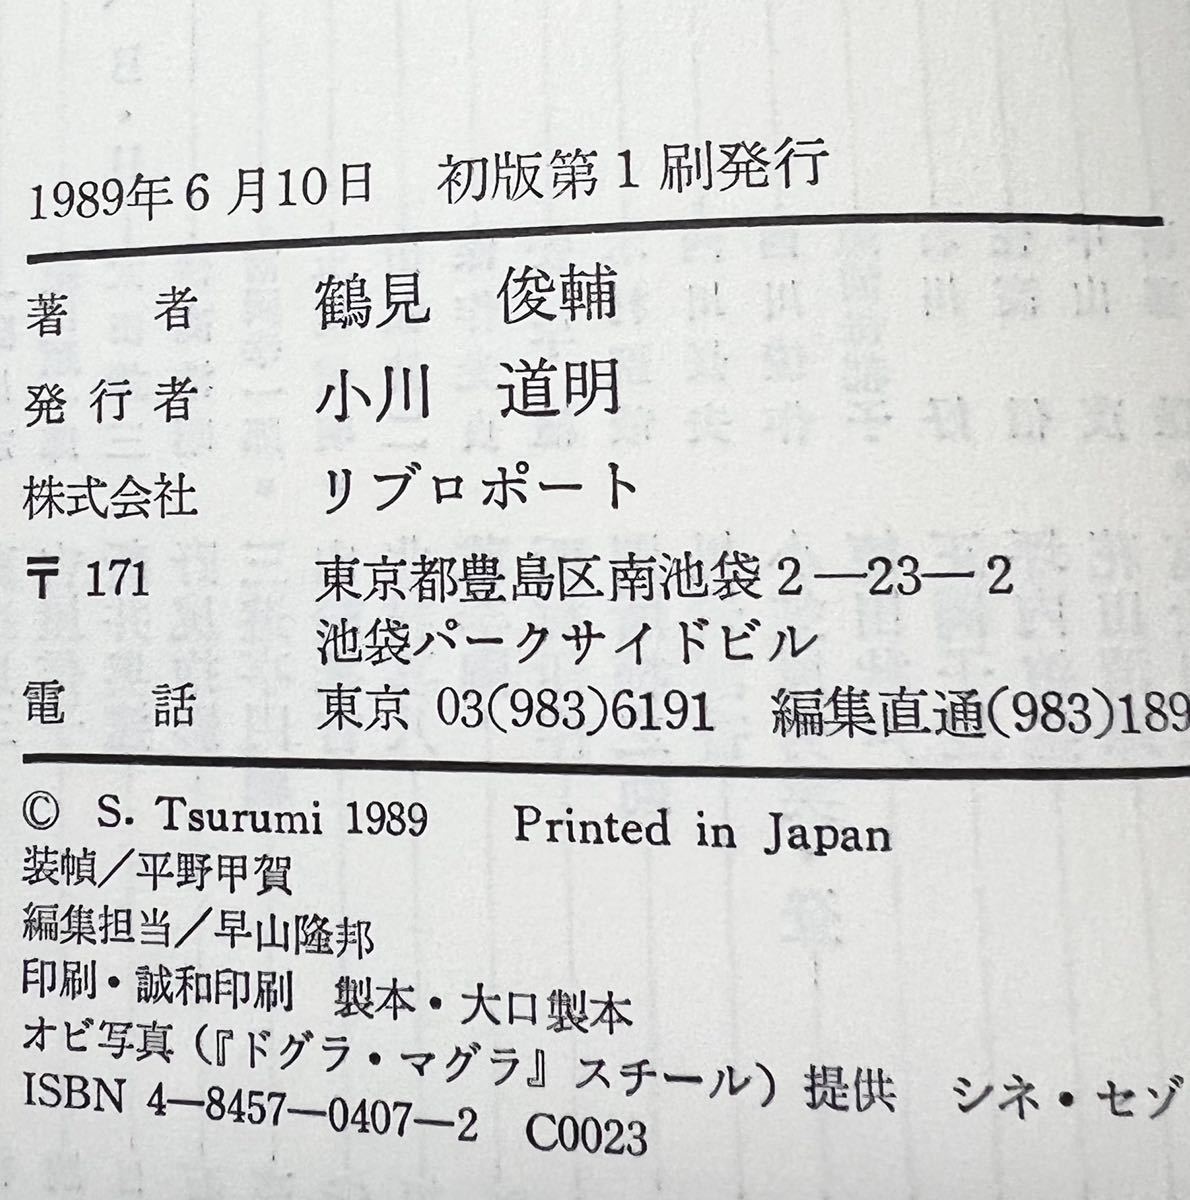 1989年6月10日　初版第1刷発行
著者　鶴見　俊輔
発行者　小川　道明
株式会社　リブロポート
〒171　東京都豊島区南池袋2―23―2
池袋パークサイドビル
電話　東京 03(983)6191　編集直通(983)189
© S. Tsurumi 1989　Printed in Japan
装幀／平野甲賀
編集担当／早山隆邦
印刷・誠和印刷　製本・大口製本
オビ写真(『ドグラ・マグラ』スチール)提供　シネ・セゾ
ISBN 4―8457―0407―2　C0023